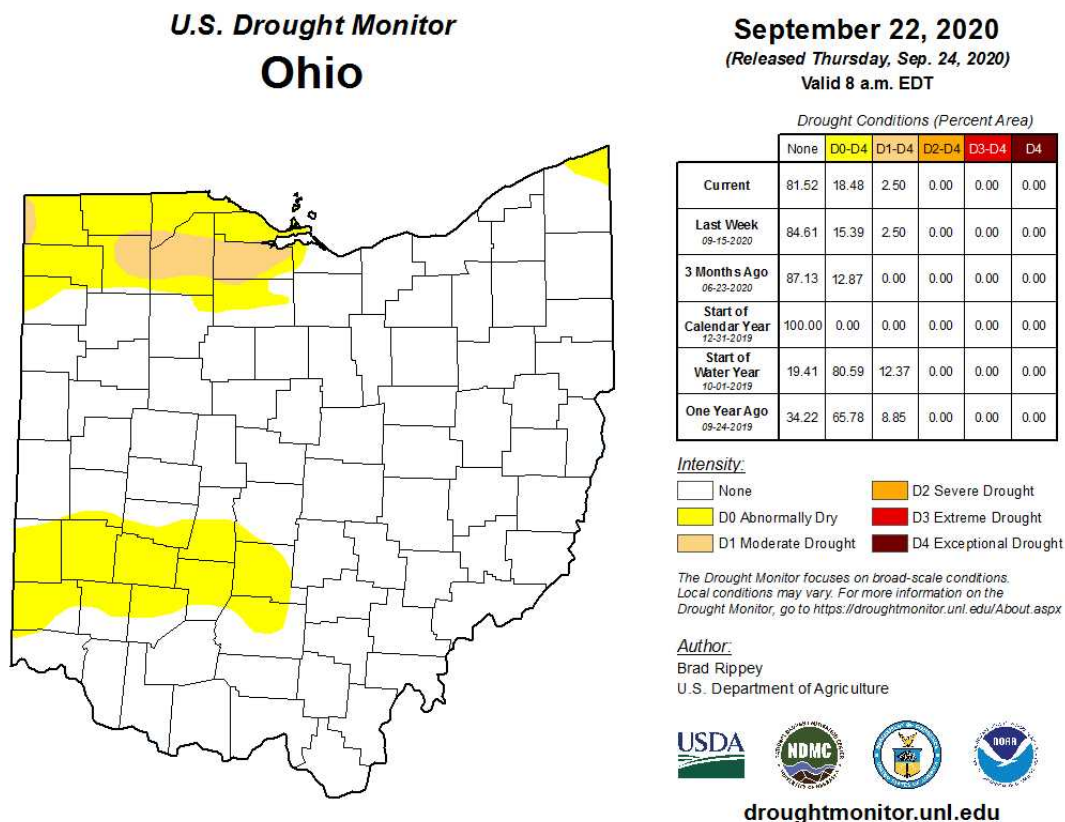 U.S. Drought Monitor
Ohio
September 22, 2020
(Released Thursday, Sep. 24, 2020)
Valid 8 a.m. EDT
Drought Conditions (Percent Area)
None D0-D4 D1-D4 D2-D4 D3-D4 D4
Current 81.52 18.48 2.50 0.00 0.00 0.00
Last Week
09-15-2020
84.61 15.39 2.50 0.00 0.00 0.00
3 Months Ago
06-23-2020
87.13 12.87 0.00 0.00 0.00 0.00
Start of
Calendar Year
12-31-2019
100.00 0.00 0.00 0.00 0.00 0.00
Start of
Water Year
10-01-2019
19.41 80.59 12.37 0.00 0.00 0.00
One Year Ago
09-24-2019
34.22 65.78 8.85 0.00 0.00 0.00
Intensity:
None
D0 Abnormally Dry
D1 Moderate Drought
D2 Severe Drought
D3 Extreme Drought
D4 Exceptional Drought
The Drought Monitor focuses on broad-scale conditions.
Local conditions may vary. For more information on the
Drought Monitor, go to https://droughtmonitor.unl.edu/About.aspx
Author:
Brad Rippey
U.S. Department of Agriculture
USDA
NDMC
NOAA
droughtmonitor.unl.edu